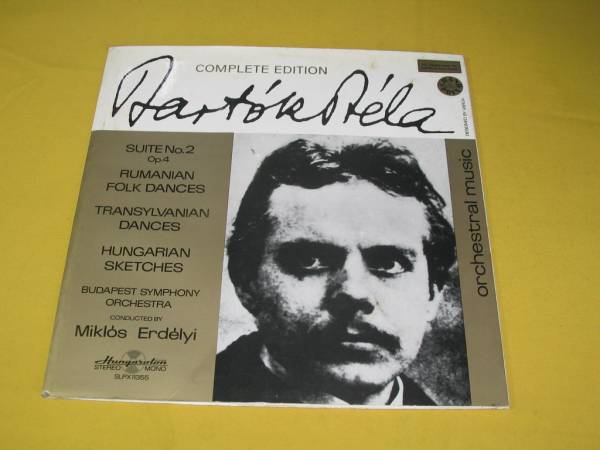 COMPLETE EDITION
Bartók Béla
SUITE No.2
Op.4
RUMANIAN
FOLK DANCES
TRANSYLVANIAN
DANCES
HUNGARIAN
SKETCHES
BUDAPEST SYMPHONY
ORCHESTRA
CONDUCTED BY
Miklós Erdélyi
Hungaroton
STEREO MONO
SLPX 11355
orchestral music